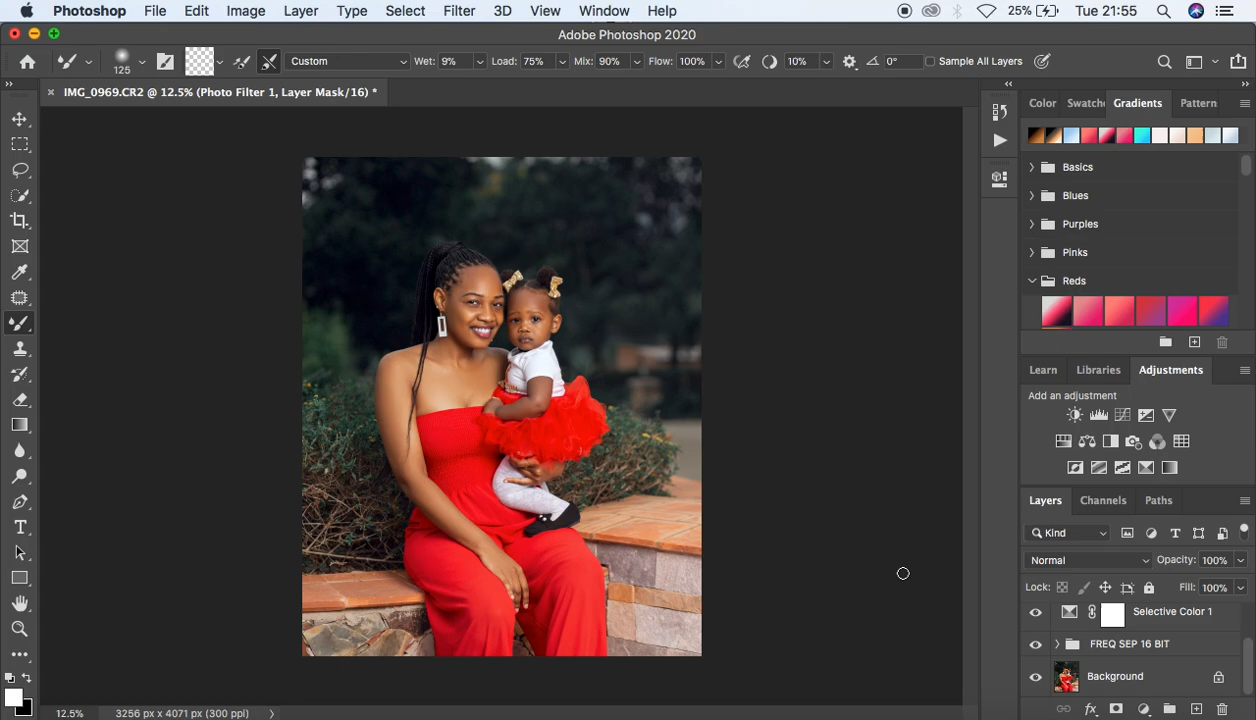 Photoshop File Edit Image Layer Type Select Filter 3D View Window Help 25% Tue 21:55
Adobe Photoshop 2020
125 Custom Wet: 9% Load: 75% Mix: 90% Flow: 100% 10% 0° Sample All Layers
IMG_0969.CR2 @ 12.5% (Photo Filter 1, Layer Mask/16) *
Color Swatche Gradients Pattern
Basics
Blues
Purples
Pinks
Reds
Learn Libraries Adjustments
Add an adjustment
Layers Channels Paths
Kind
Normal Opacity: 100%
Lock: Fill: 100%
Selective Color 1
FREQ SEP 16 BIT
Background
12.5% 3256 px x 4071 px (300 ppi)